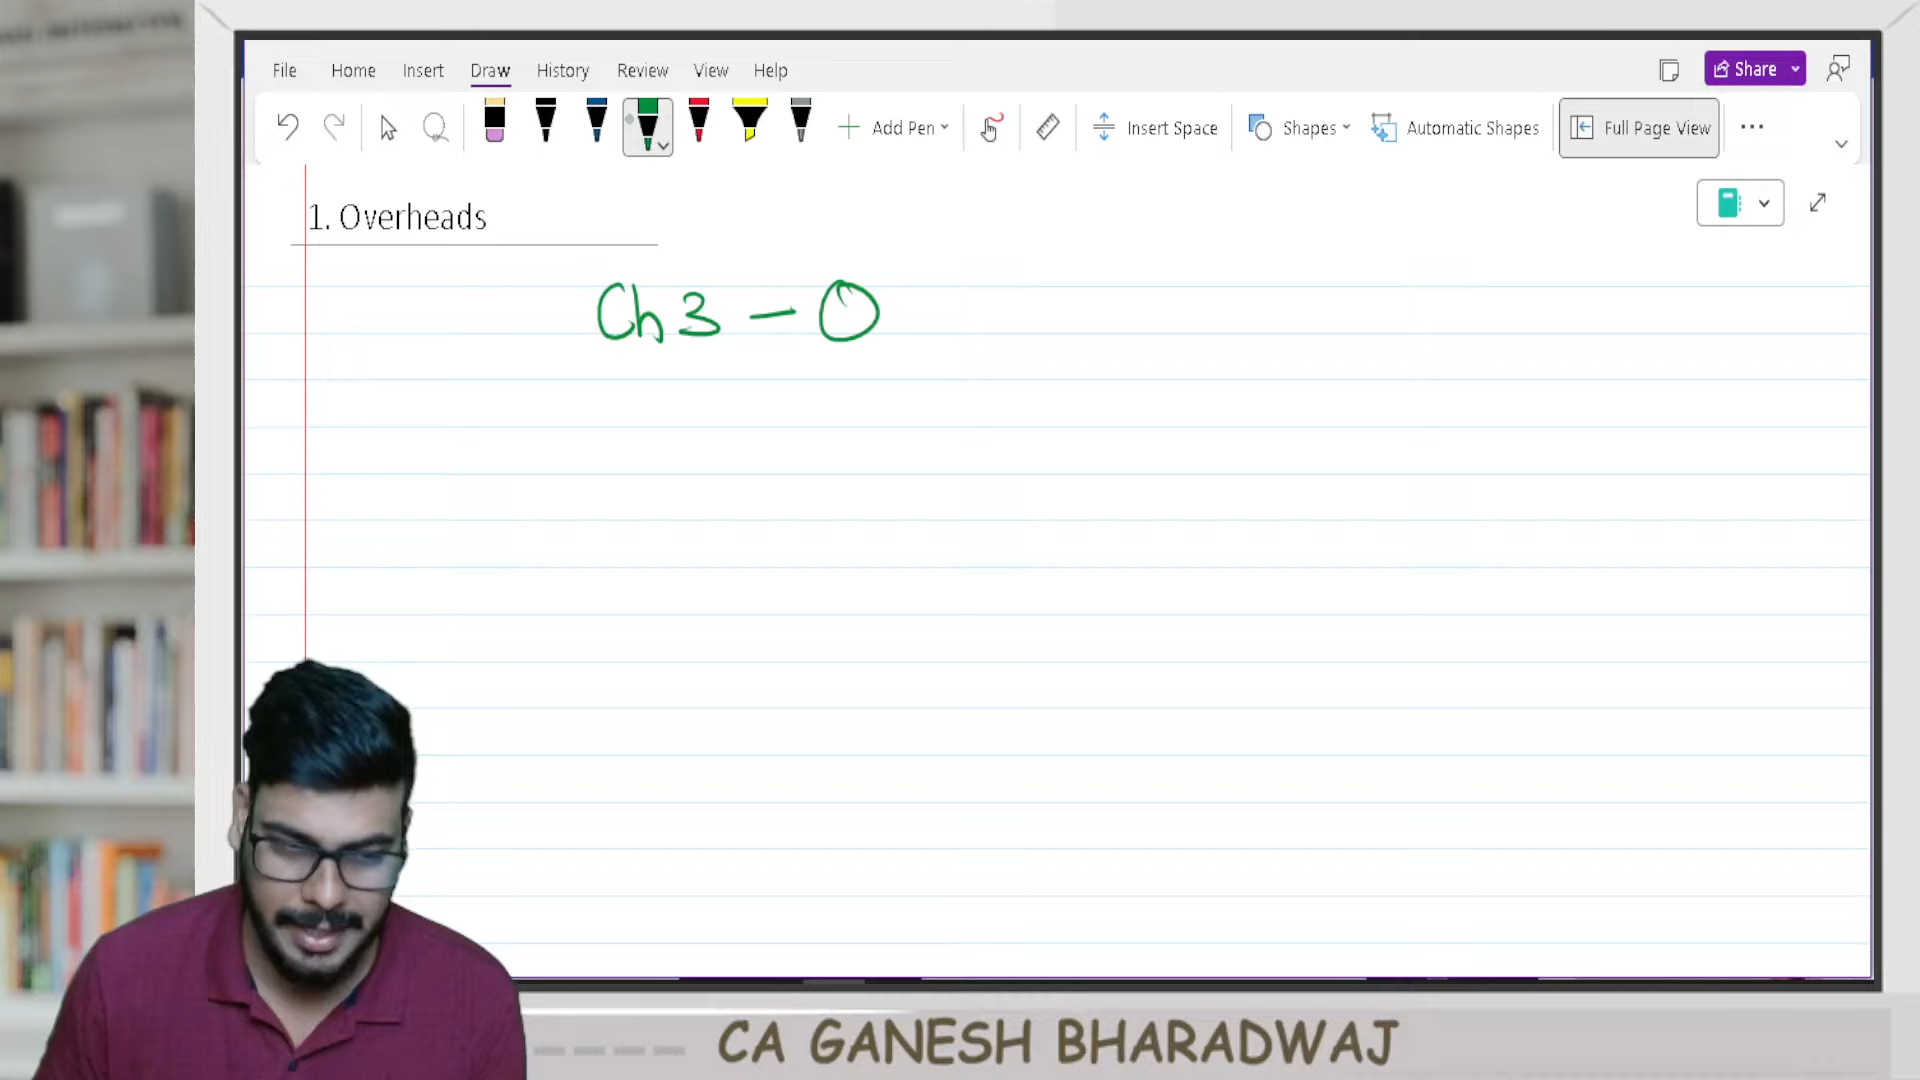 File Home Insert Draw History Review View Help Share
Add Pen Insert Space Shapes Automatic Shapes Full Page View
1. Overheads
Ch 3 - O
CA GANESH BHARADWAJ